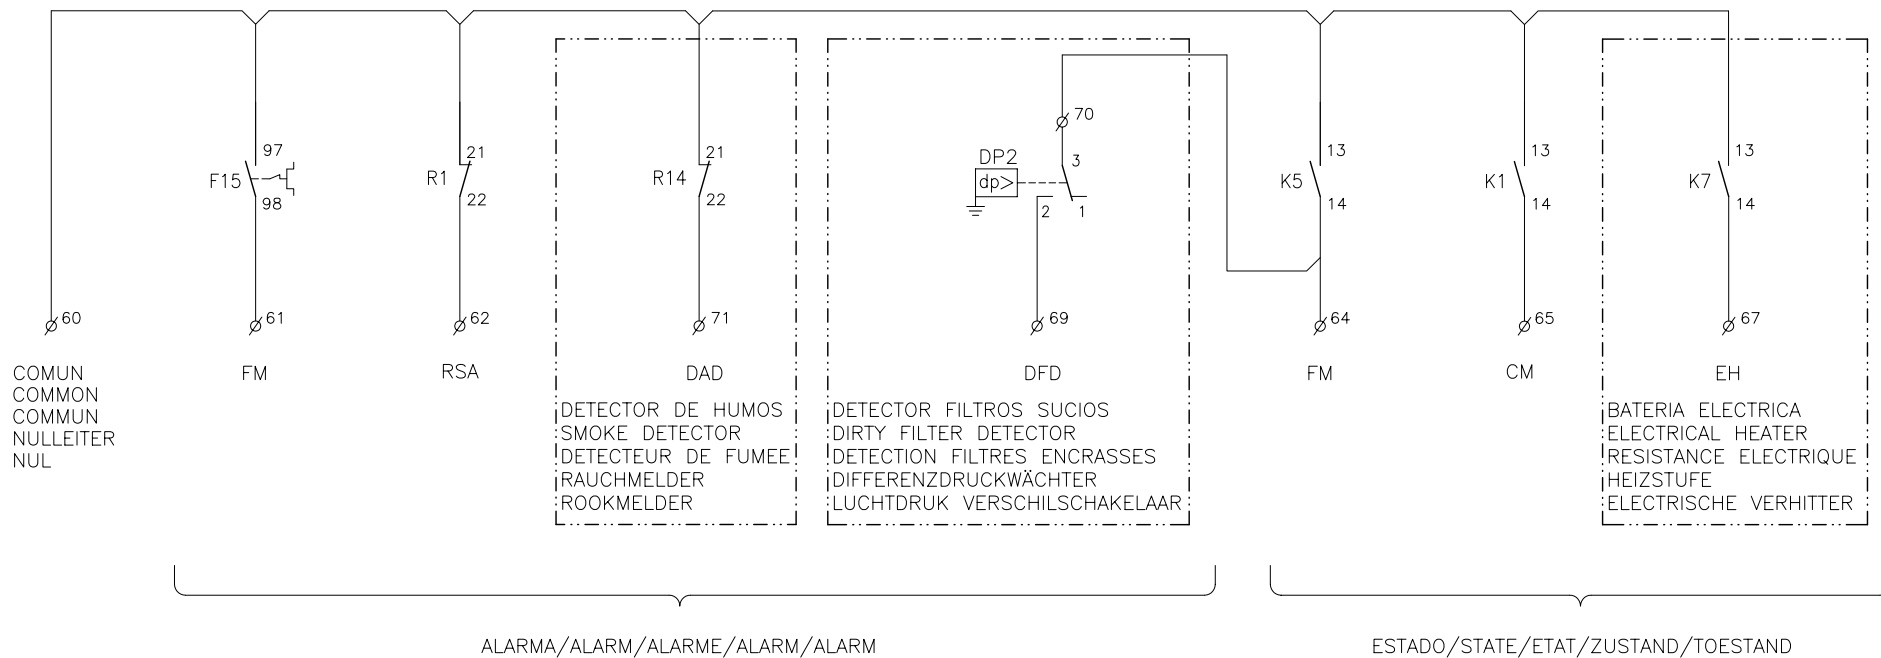 70
97
21
21
DP2
3
13
13
13
F15
R1
R14
dp>
K5
K1
K7
98
22
22
2
1
14
14
14
60
61
62
71
69
64
65
67
COMUN
COMMON
COMMUN
NULLEITER
NUL
FM
RSA
DAD
DFD
FM
CM
EH
DETECTOR DE HUMOS
SMOKE DETECTOR
DETECTEUR DE FUMEE
RAUCHMELDER
ROOKMELDER
DETECTOR FILTROS SUCIOS
DIRTY FILTER DETECTOR
DETECTION FILTRES ENCRASSES
DIFFERENZDRUCKWÄCHTER
LUCHTDRUK VERSCHILSCHAKELAAR
BATERIA ELECTRICA
ELECTRICAL HEATER
RESISTANCE ELECTRIQUE
HEIZSTUFE
ELECTRISCHE VERHITTER
ALARMA/ALARM/ALARME/ALARM/ALARM
ESTADO/STATE/ETAT/ZUSTAND/TOESTAND